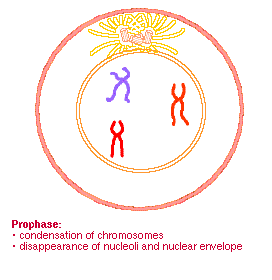 Prophase:
• condensation of chromosomes
• disappearance of nucleoli and nuclear envelope